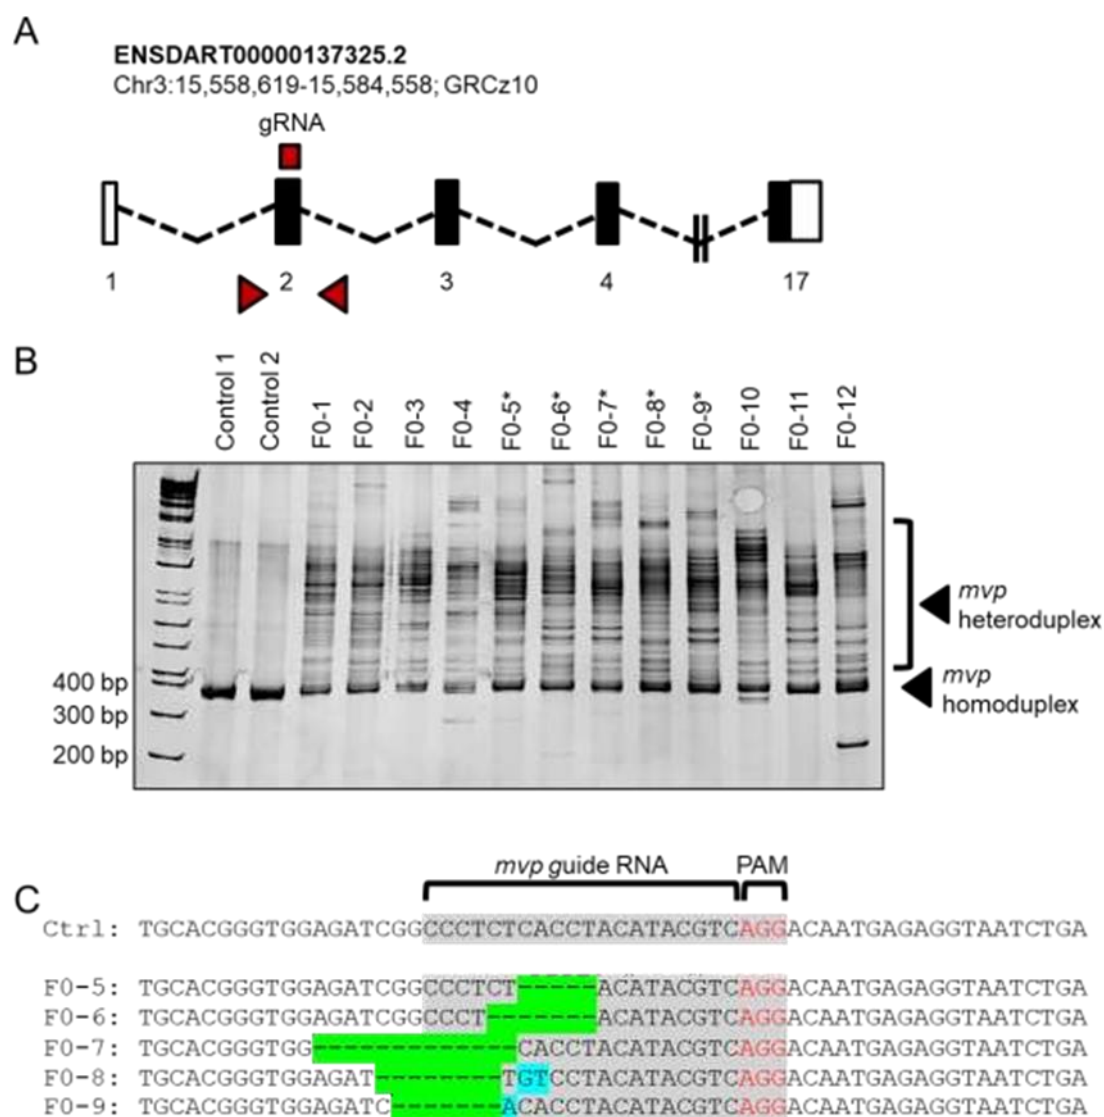 A
ENSDART00000137325.2
Chr3:15,558,619-15,584,558; GRCz10
gRNA
1 2 3 4 17
B
Control 1 Control 2 F0-1 F0-2 F0-3 F0-4 F0-5* F0-6* F0-7* F0-8* F0-9* F0-10 F0-11 F0-12
mvp
heteroduplex
400 bp
mvp
homoduplex
300 bp
200 bp
mvp guide RNA PAM
C
Ctrl: TGCACGGGTGGAGATCGGCCCTCTCACCTACATACGTCAGGACAATGAGAGGTAATCTGA
F0-5: TGCACGGGTGGAGATCGGCCCTCT-----ACATACGTCAGGACAATGAGAGGTAATCTGA
F0-6: TGCACGGGTGGAGATCGGCCCT-------ACATACGTCAGGACAATGAGAGGTAATCTGA
F0-7: TGCACGGGTGG-------------CACCTACATACGTCAGGACAATGAGAGGTAATCTGA
F0-8: TGCACGGGTGGAGAT--------TGTCCTACATACGTCAGGACAATGAGAGGTAATCTGA
F0-9: TGCACGGGTGGAGATC-------ACACCTACATACGTCAGGACAATGAGAGGTAATCTGA